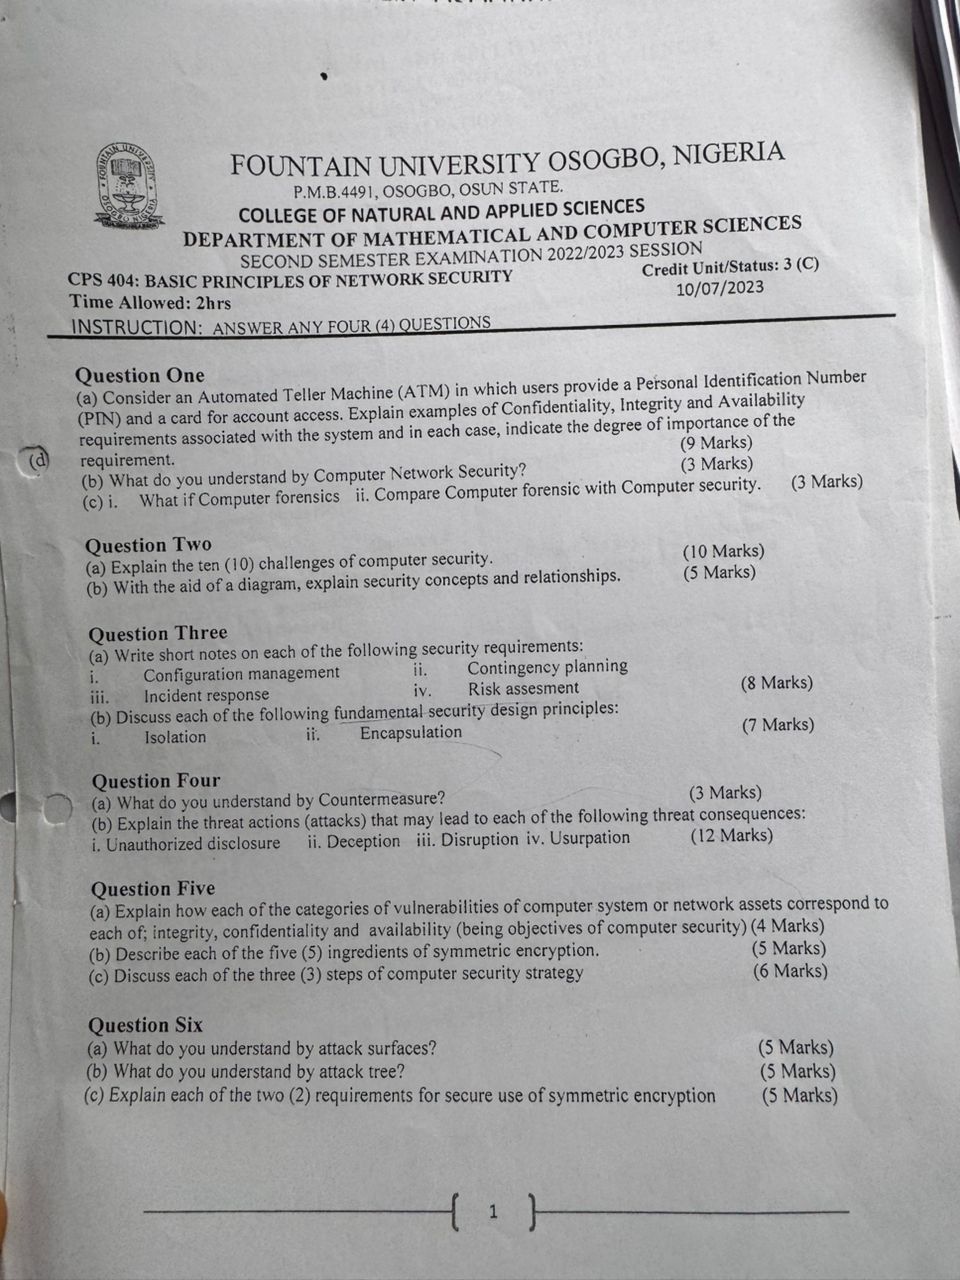 FOUNTAIN UNIVERSITY OSOGBO, NIGERIA
P.M.B.4491, OSOGBO, OSUN STATE.
COLLEGE OF NATURAL AND APPLIED SCIENCES
DEPARTMENT OF MATHEMATICAL AND COMPUTER SCIENCES
SECOND SEMESTER EXAMINATION 2022/2023 SESSION
CPS 404: BASIC PRINCIPLES OF NETWORK SECURITY Credit Unit/Status: 3 (C)
Time Allowed: 2hrs 10/07/2023
INSTRUCTION: ANSWER ANY FOUR (4) QUESTIONS
Question One
(a) Consider an Automated Teller Machine (ATM) in which users provide a Personal Identification Number
(PIN) and a card for account access. Explain examples of Confidentiality, Integrity and Availability
requirements associated with the system and in each case, indicate the degree of importance of the
(d) requirement. (9 Marks)
(b) What do you understand by Computer Network Security? (3 Marks)
(c) i. What if Computer forensics ii. Compare Computer forensic with Computer security. (3 Marks)
Question Two
(a) Explain the ten (10) challenges of computer security. (10 Marks)
(b) With the aid of a diagram, explain security concepts and relationships. (5 Marks)
Question Three
(a) Write short notes on each of the following security requirements:
i. Configuration management ii. Contingency planning
iii. Incident response iv. Risk assesment (8 Marks)
(b) Discuss each of the following fundamental security design principles:
i. Isolation ii. Encapsulation (7 Marks)
Question Four
(a) What do you understand by Countermeasure? (3 Marks)
(b) Explain the threat actions (attacks) that may lead to each of the following threat consequences:
i. Unauthorized disclosure ii. Deception iii. Disruption iv. Usurpation (12 Marks)
Question Five
(a) Explain how each of the categories of vulnerabilities of computer system or network assets correspond to
each of; integrity, confidentiality and availability (being objectives of computer security) (4 Marks)
(b) Describe each of the five (5) ingredients of symmetric encryption. (5 Marks)
(c) Discuss each of the three (3) steps of computer security strategy (6 Marks)
Question Six
(a) What do you understand by attack surfaces? (5 Marks)
(b) What do you understand by attack tree? (5 Marks)
(c) Explain each of the two (2) requirements for secure use of symmetric encryption (5 Marks)
1